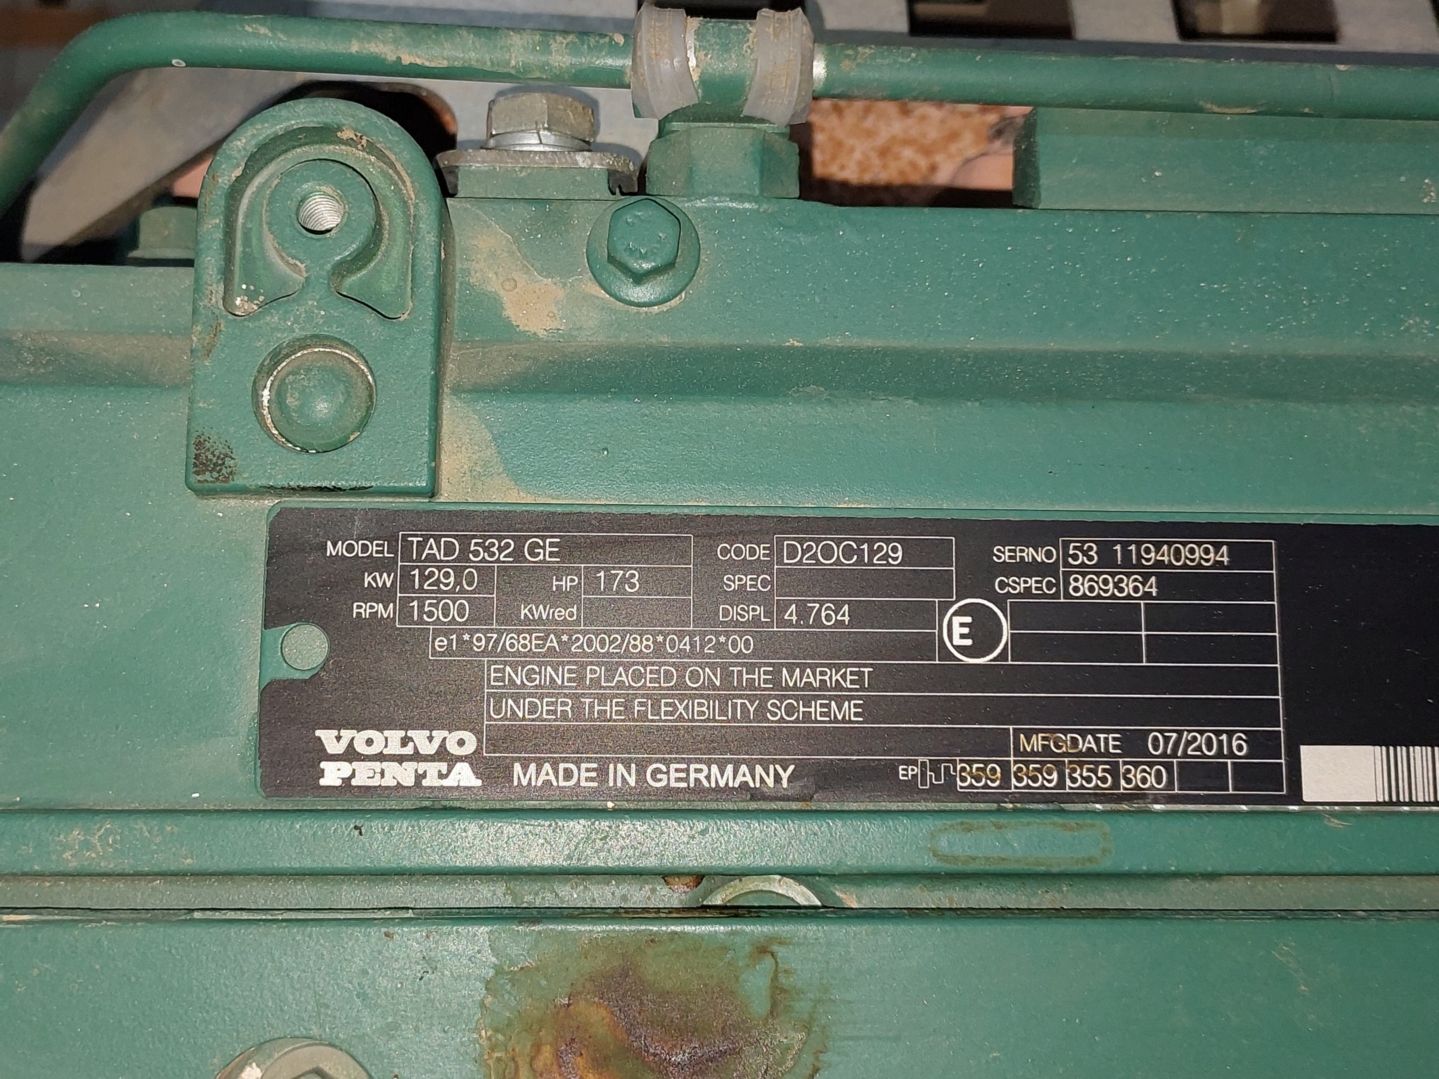 MODEL TAD 532 GE CODE D2OC129 SERNO 53 11940994
KW 129,0 HP 173 SPEC CSPEC 869364
RPM 1500 KWred DISPL 4.764
E
e1*97/68EA*2002/88*0412*00
ENGINE PLACED ON THE MARKET
UNDER THE FLEXIBILITY SCHEME
VOLVO
PENTA
MFGDATE 07/2016
MADE IN GERMANY EP 359 359 355 360